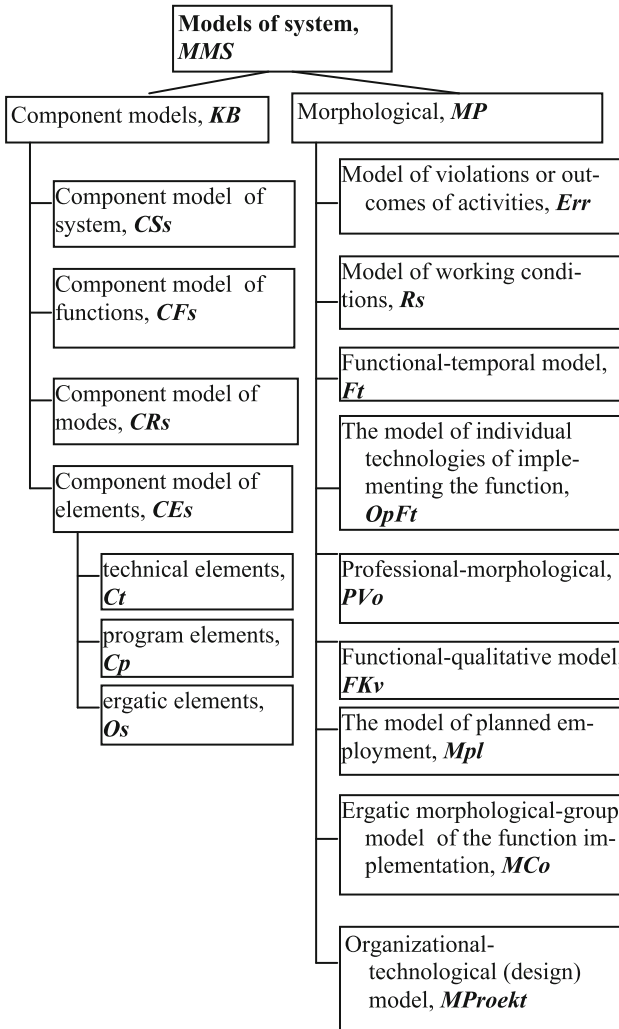 Models of system,
MMS
Component models, KB
Component model of
system, CSs
Component model of
functions, CFs
Component model of
modes, CRs
Component model of
elements, CEs
technical elements,
Ct
program elements,
Cp
ergatic elements,
Os
Morphological, MP
Model of violations or out-
comes of activities, Err
Model of working condi-
tions, Rs
Functional-temporal model,
Ft
The model of individual
technologies of imple-
menting the function,
OpFt
Professional-morphological,
PVo
Functional-qualitative model,
FKv
The model of planned em-
ployment, Mpl
Ergatic morphological-group
model of the function im-
plementation, MCo
Organizational-
technological (design)
model, MProekt